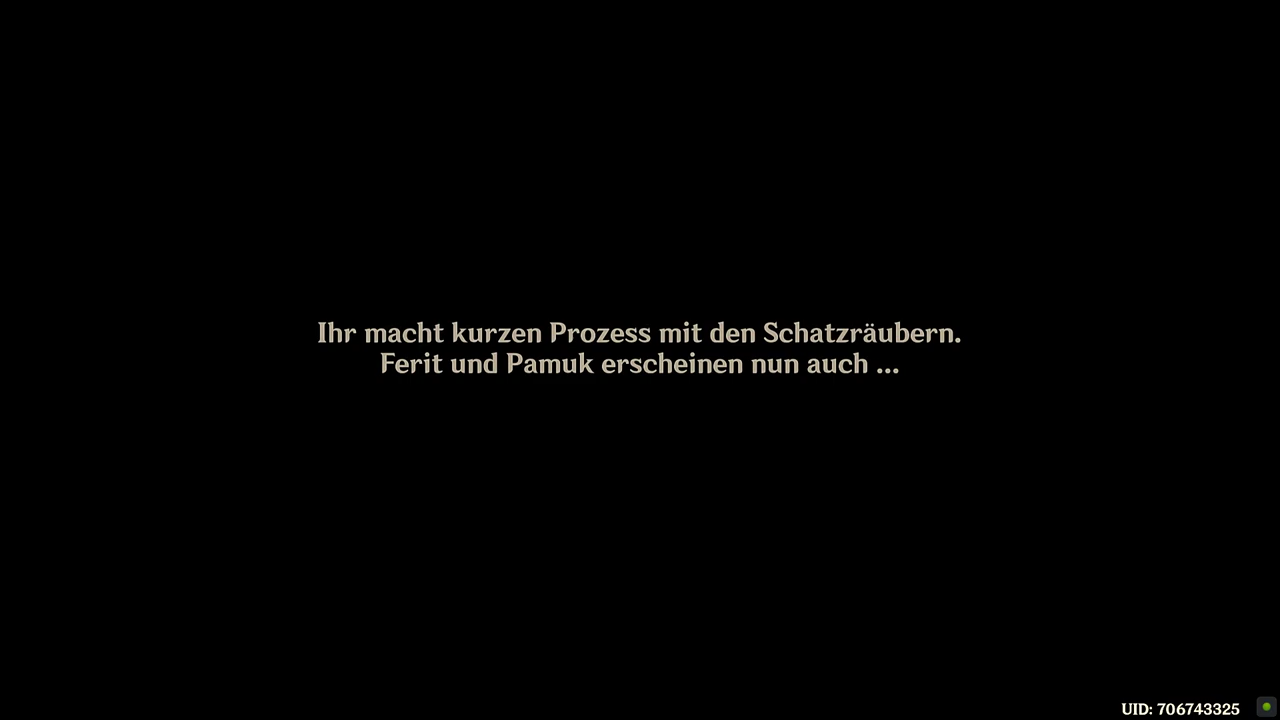 Ihr macht kurzen Prozess mit den Schatzräubern.
Ferit und Pamuk erscheinen nun auch ...
UID: 706743325